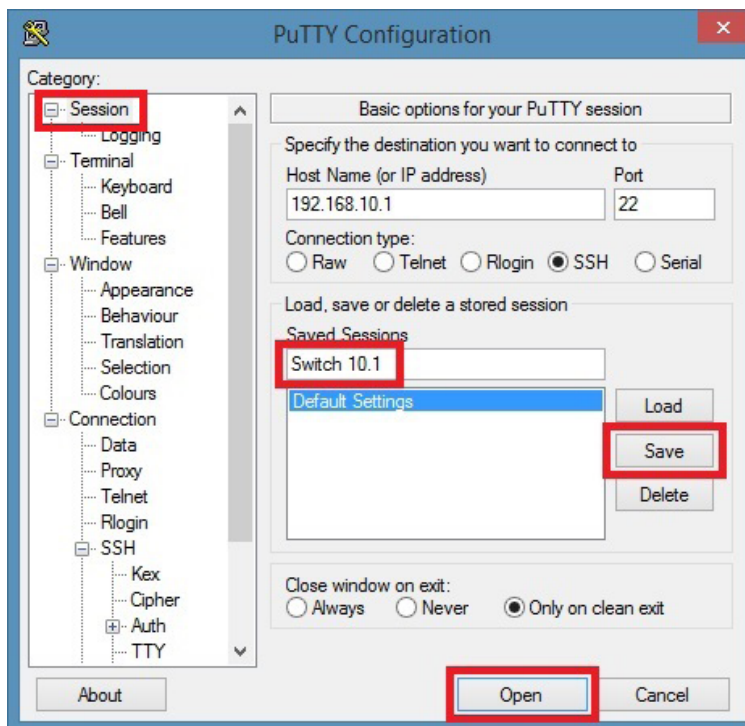 PuTTY Configuration
Category:
Session
Logging
Terminal
Keyboard
Bell
Features
Window
Appearance
Behaviour
Translation
Selection
Colours
Connection
Data
Proxy
Telnet
Rlogin
SSH
Kex
Cipher
Auth
TTY
Basic options for your PuTTY session
Specify the destination you want to connect to
Host Name (or IP address) Port
192.168.10.1 22
Connection type:
Raw Telnet Rlogin SSH Serial
Load, save or delete a stored session
Saved Sessions
Switch 10.1
Default Settings
Load
Save
Delete
Close window on exit:
Always Never Only on clean exit
About Open Cancel